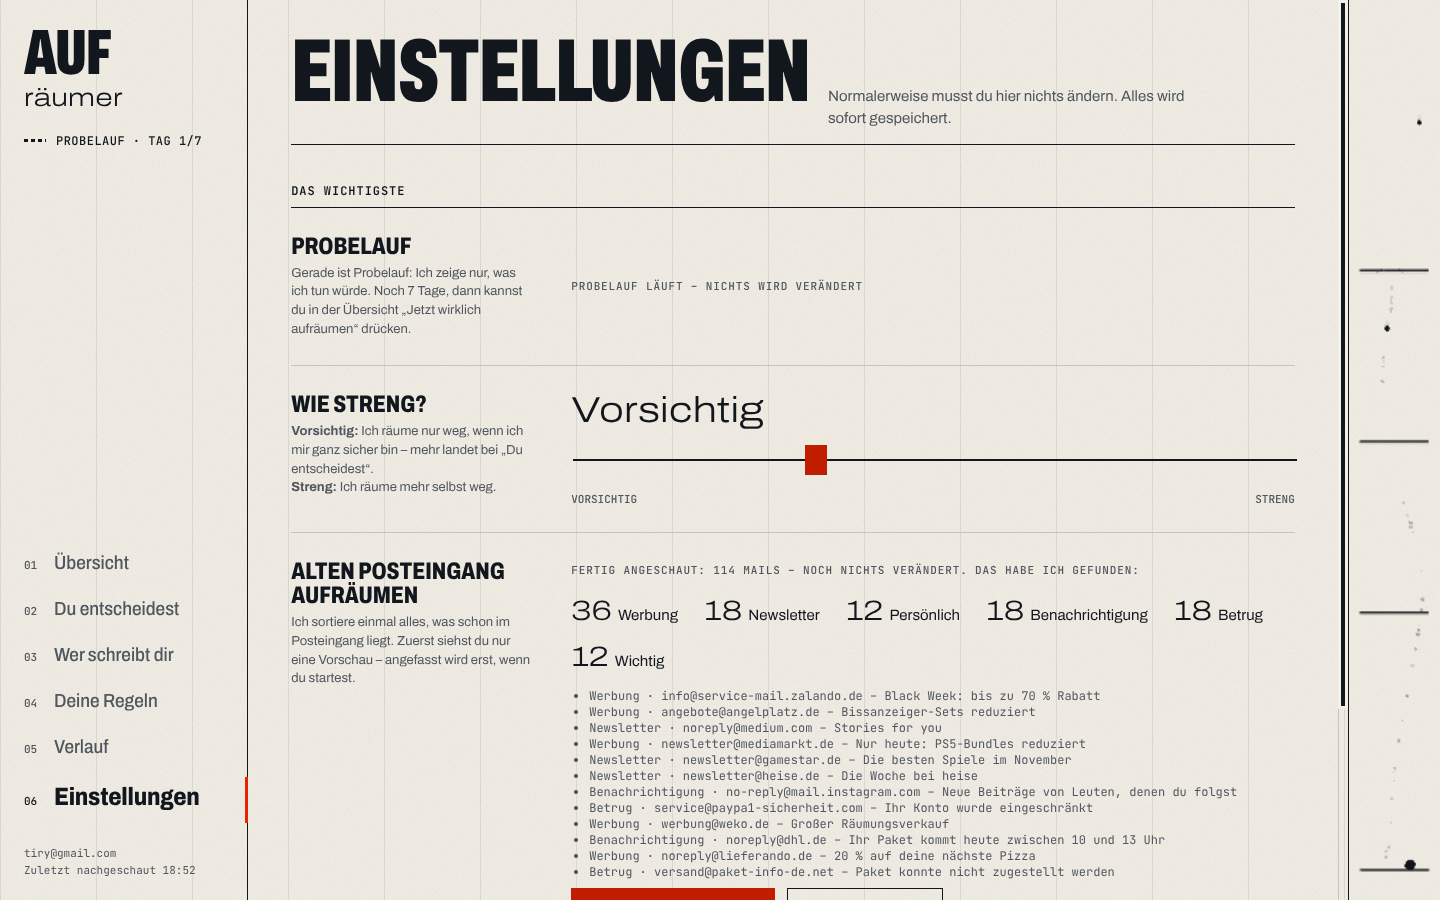 AUF
räumer
PROBELAUF · TAG 1/7
01 Übersicht
02 Du entscheidest
03 Wer schreibt dir
04 Deine Regeln
05 Verlauf
06 Einstellungen
tiry@gmail.com
Zuletzt nachgeschaut 18:52
EINSTELLUNGEN
Normalerweise musst du hier nichts ändern. Alles wird
sofort gespeichert.
DAS WICHTIGSTE
PROBELAUF
Gerade ist Probelauf: Ich zeige nur, was
ich tun würde. Noch 7 Tage, dann kannst
du in der Übersicht „Jetzt wirklich
aufräumen“ drücken.
PROBELAUF LÄUFT – NICHTS WIRD VERÄNDERT
WIE STRENG?
Vorsichtig: Ich räume nur weg, wenn ich
mir ganz sicher bin – mehr landet bei „Du
entscheidest“.
Streng: Ich räume mehr selbst weg.
Vorsichtig
VORSICHTIG STRENG
ALTEN POSTEINGANG
AUFRÄUMEN
Ich sortiere einmal alles, was schon im
Posteingang liegt. Zuerst siehst du nur
eine Vorschau – angefasst wird erst, wenn
du startest.
FERTIG ANGESCHAUT: 114 MAILS – NOCH NICHTS VERÄNDERT. DAS HABE ICH GEFUNDEN:
36 Werbung 18 Newsletter 12 Persönlich 18 Benachrichtigung 18 Betrug
12 Wichtig
• Werbung · info@service-mail.zalando.de – Black Week: bis zu 70 % Rabatt
• Werbung · angebote@angelplatz.de – Bissanzeiger-Sets reduziert
• Newsletter · noreply@medium.com – Stories for you
• Werbung · newsletter@mediamarkt.de – Nur heute: PS5-Bundles reduziert
• Newsletter · newsletter@gamestar.de – Die besten Spiele im November
• Newsletter · newsletter@heise.de – Die Woche bei heise
• Benachrichtigung · no-reply@mail.instagram.com – Neue Beiträge von Leuten, denen du folgst
• Betrug · service@paypa1-sicherheit.com – Ihr Konto wurde eingeschränkt
• Werbung · werbung@weko.de – Großer Räumungsverkauf
• Benachrichtigung · noreply@dhl.de – Ihr Paket kommt heute zwischen 10 und 13 Uhr
• Werbung · noreply@lieferando.de – 20 % auf deine nächste Pizza
• Betrug · versand@paket-info-de.net – Paket konnte nicht zugestellt werden